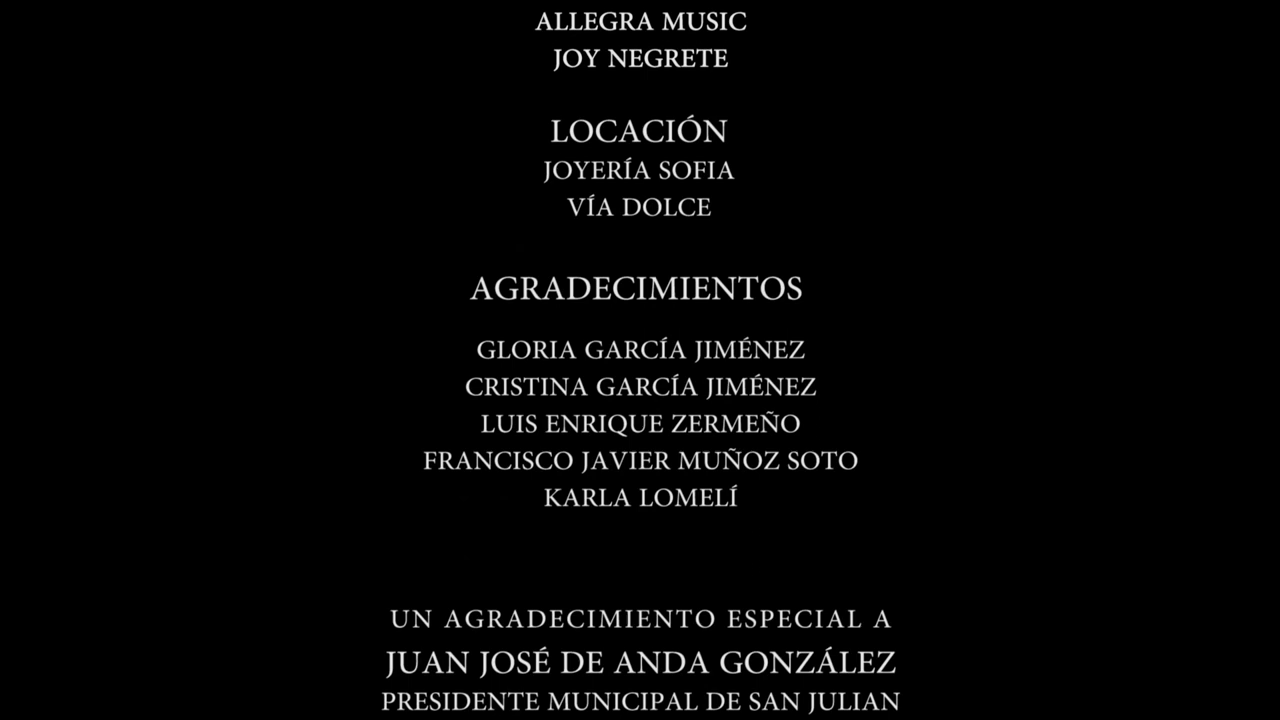 ALLEGRA MUSIC
JOY NEGRETE
LOCACIÓN
JOYERÍA SOFIA
VÍA DOLCE
AGRADECIMIENTOS
GLORIA GARCÍA JIMÉNEZ
CRISTINA GARCÍA JIMÉNEZ
LUIS ENRIQUE ZERMEÑO
FRANCISCO JAVIER MUÑOZ SOTO
KARLA LOMELÍ
UN AGRADECIMIENTO ESPECIAL A
JUAN JOSÉ DE ANDA GONZÁLEZ
PRESIDENTE MUNICIPAL DE SAN JULIAN